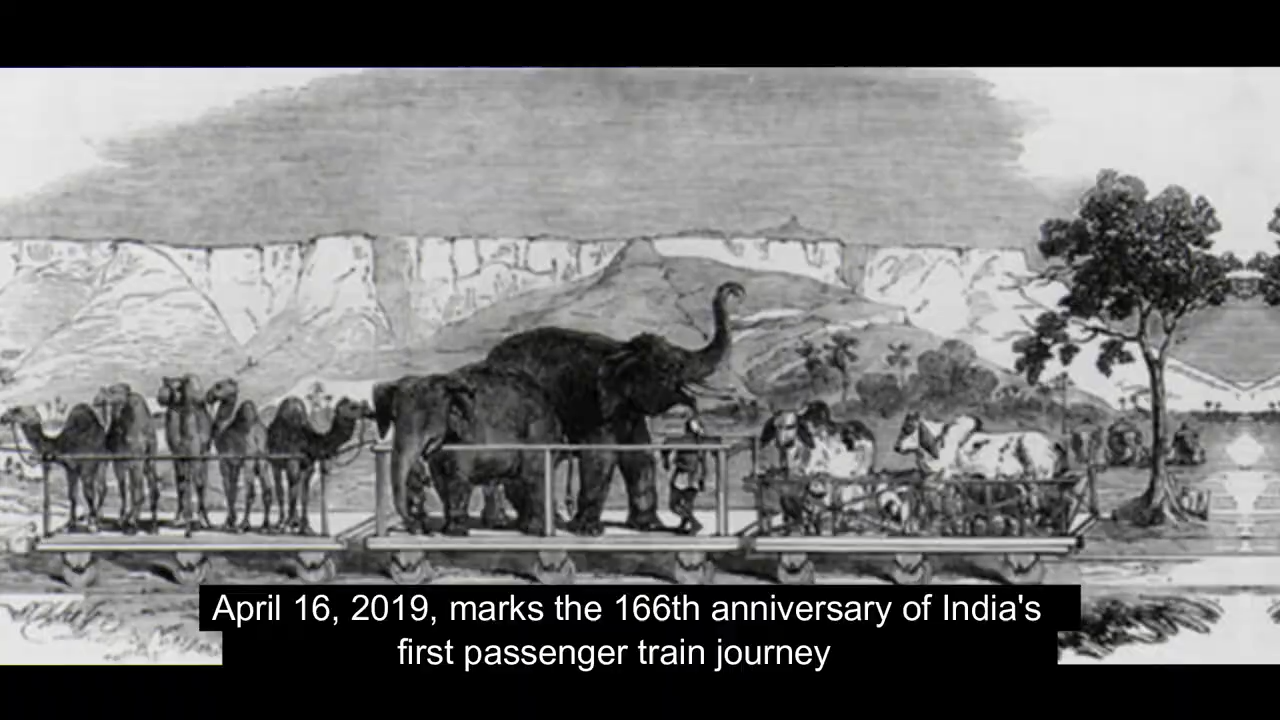 April 16, 2019, marks the 166th anniversary of India's
first passenger train journey